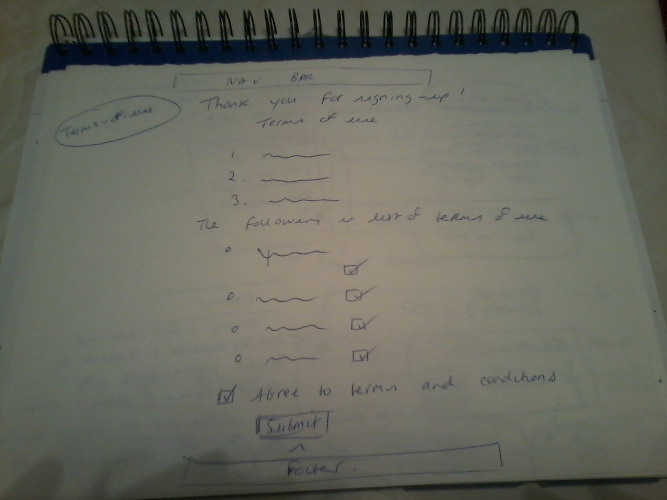 NAV BAR
Terms-of-use
Thank you for signing-up!
Terms of use
1.
2.
3.
The following is list of terms of use
Agree to terms and conditions
Submit
Footer.